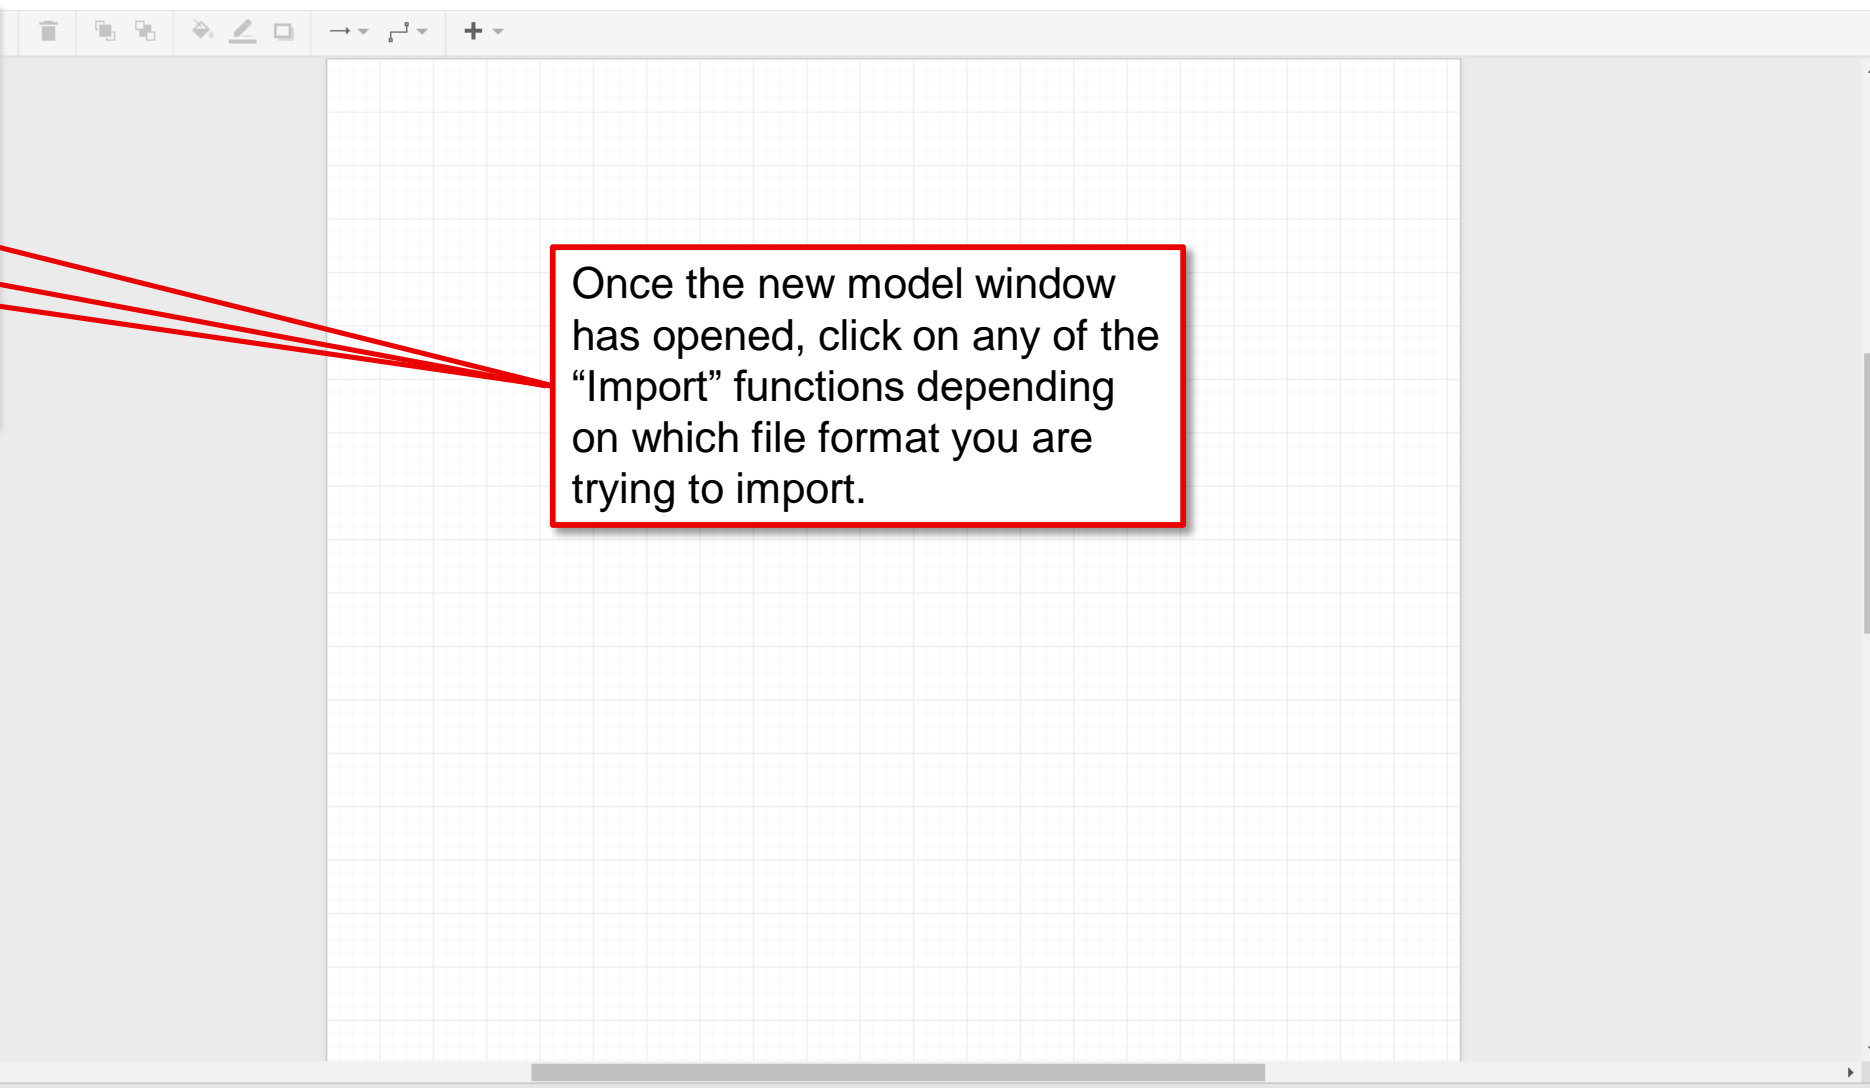 Once the new model window
has opened, click on any of the
“Import” functions depending
on which file format you are
trying to import.